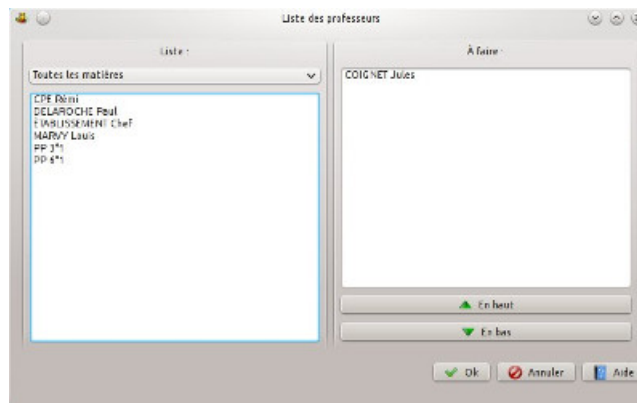 Liste des professeurs
Liste :
Toutes les matières
CPE Rémi
DELAROCHE Paul
ETABLISSEMENT Chef
MARVY Louis
PP 3*1
PP 6*1
À faire :
COIGNET Jules
En haut
En bas
Ok
Annuler
Aide